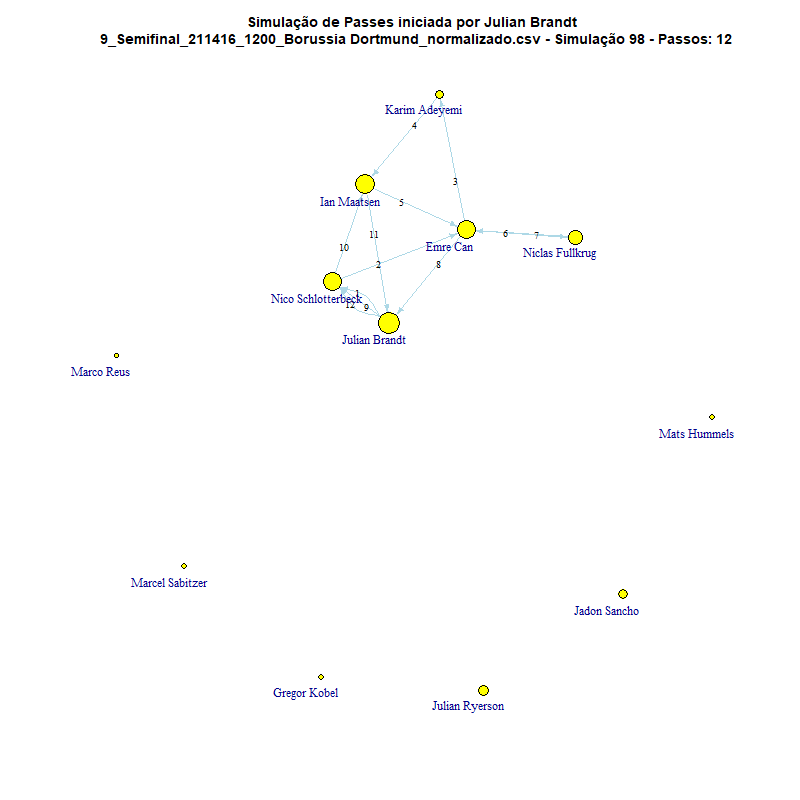 Simulação de Passes iniciada por Julian Brandt
9_Semifinal_211416_1200_Borussia Dortmund_normalizado.csv - Simulação 98 - Passos: 12
Karim Adeyemi
4
3
Ian Maatsen
5
11
6
7
Emre Can
10
Niclas Fullkrug
2
8
Nico Schlotterbeck
1
12
9
Julian Brandt
Marco Reus
Mats Hummels
Marcel Sabitzer
Jadon Sancho
Gregor Kobel
Julian Ryerson